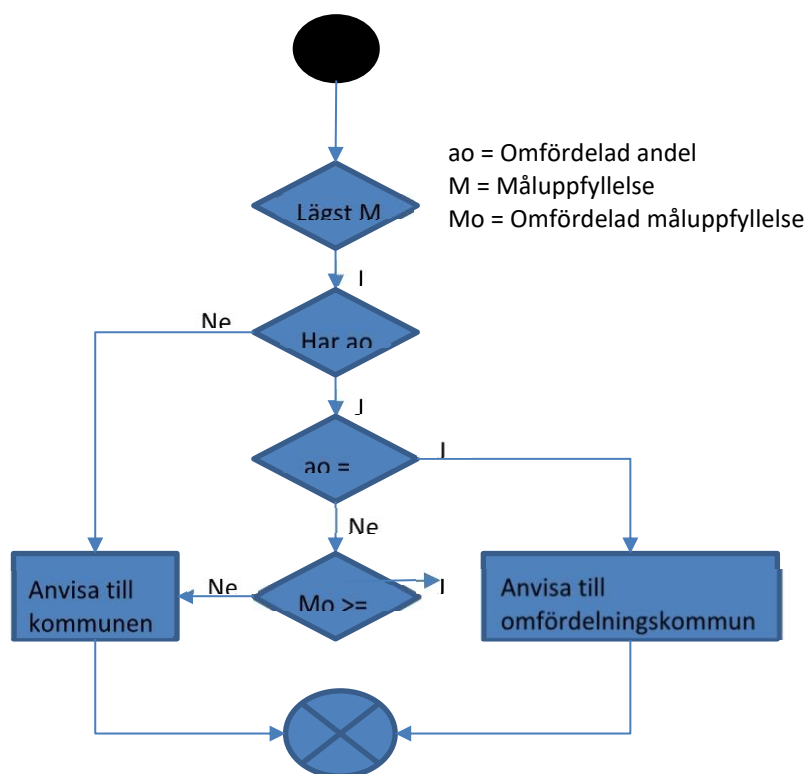 ao = Omfördelad andel
M = Måluppfyllelse
Mo = Omfördelad måluppfyllelse
Lägst M
Ne
Har ao
ao =
Ne
Anvisa till
kommunen
Ne
Mo >=
Anvisa till
omfördelningskommun